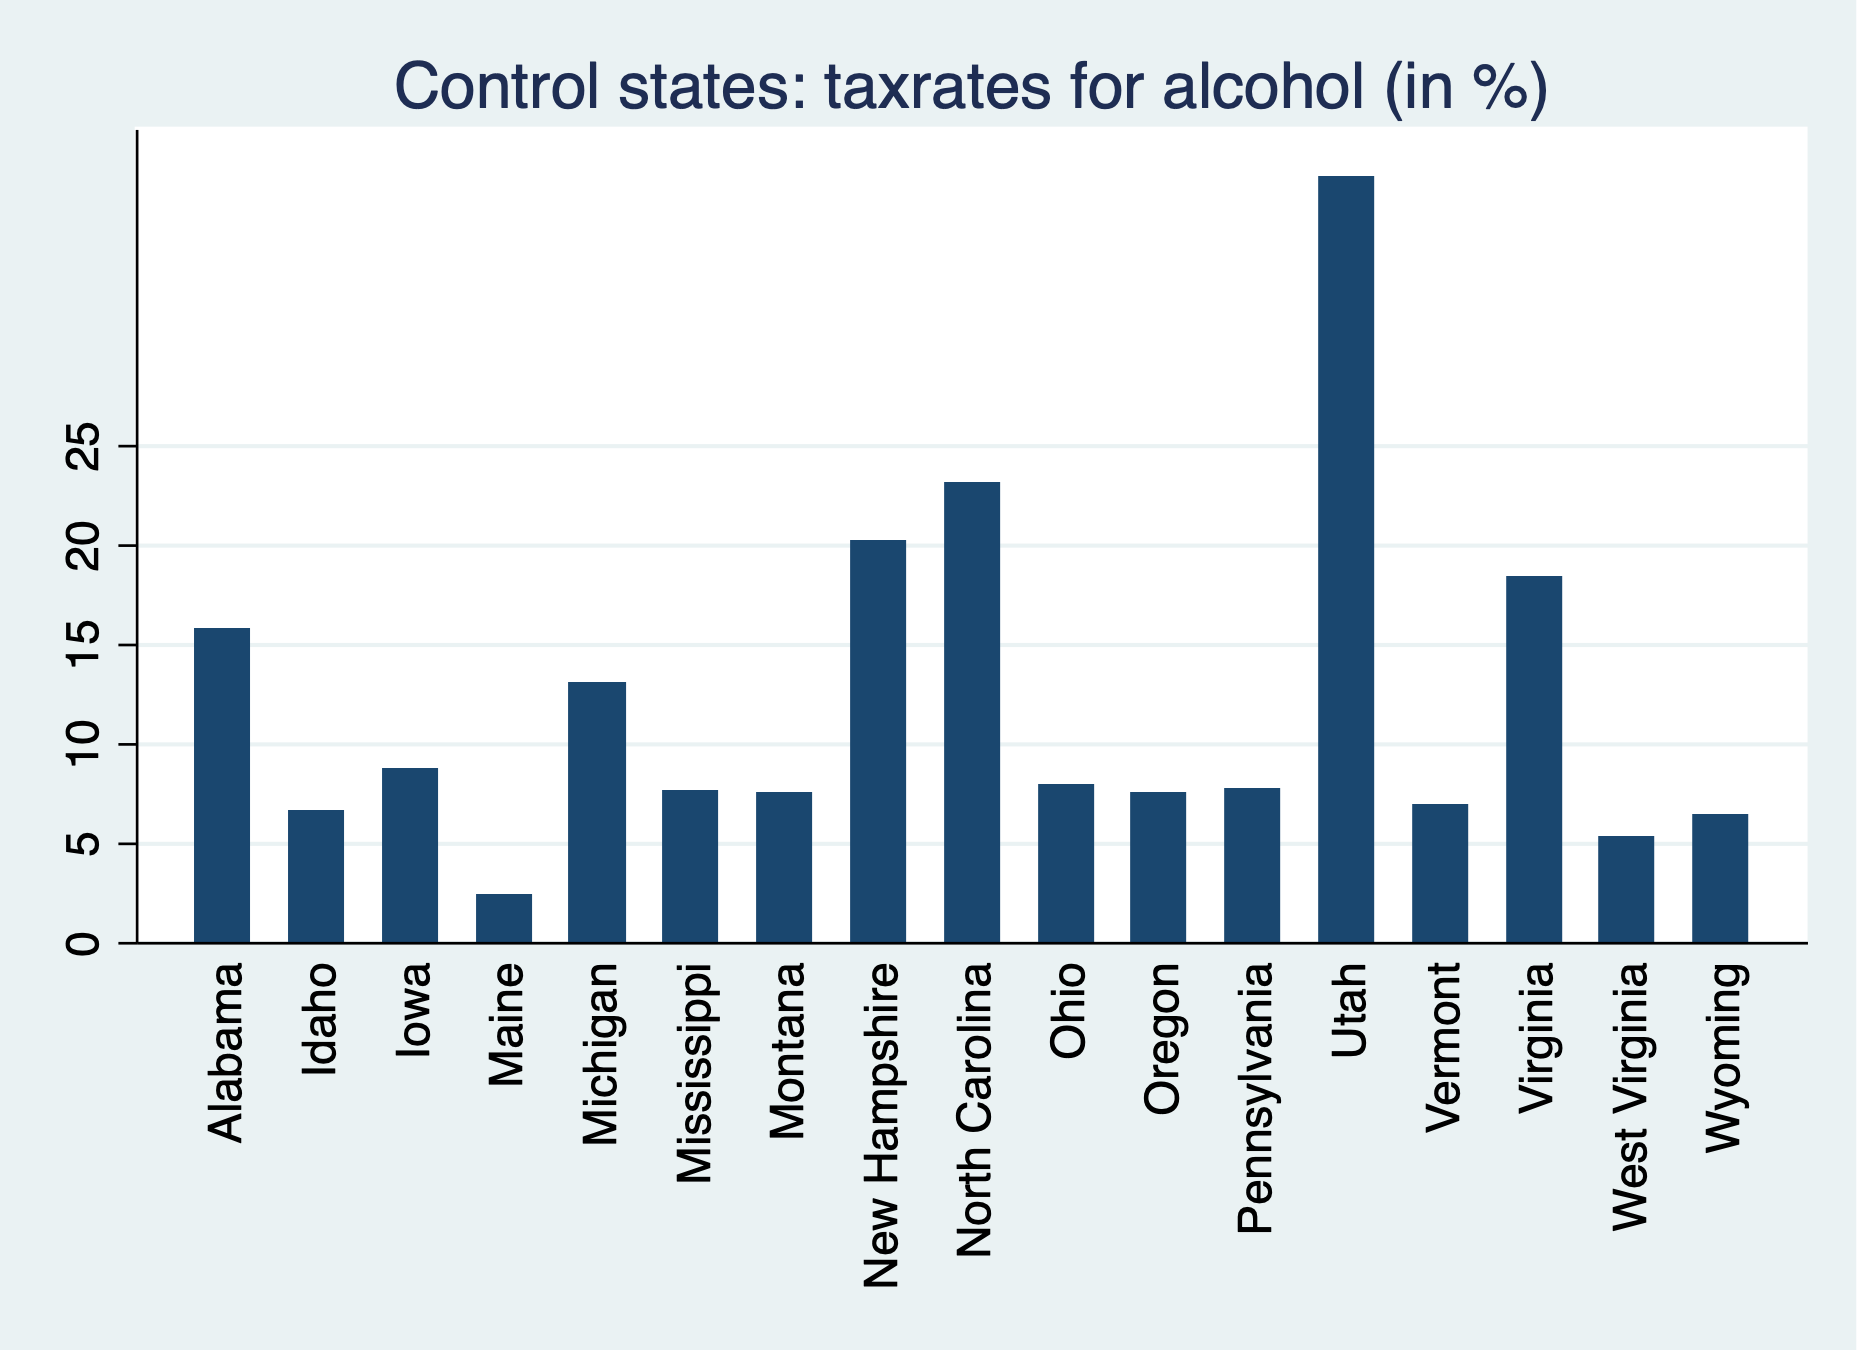 Control states: taxrates for alcohol (in %)
25
20
15
10
5
0
Alabama
Idaho
Iowa
Maine
Michigan
Mississippi
Montana
New Hampshire
North Carolina
Ohio
Oregon
Pennsylvania
Utah
Vermont
Virginia
West Virginia
Wyoming